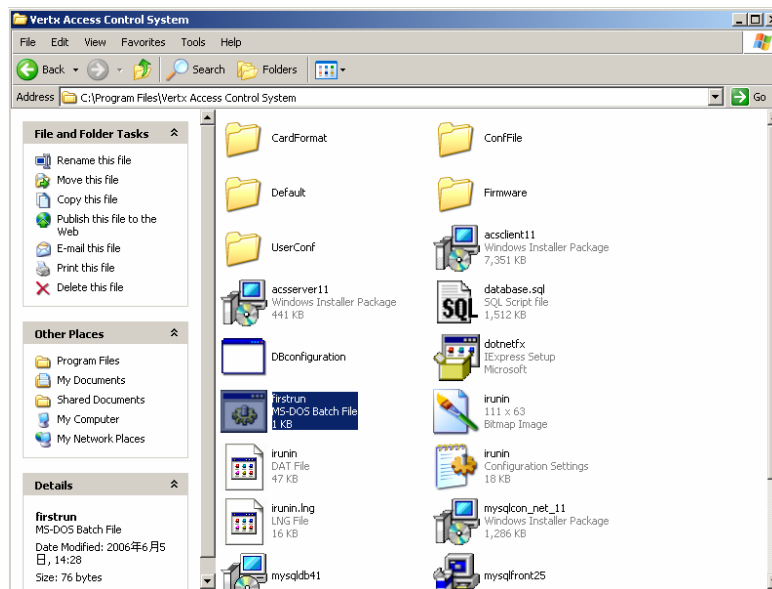 Vertx Access Control System
File Edit View Favorites Tools Help
Back Search Folders
Address C:\Program Files\Vertx Access Control System Go
File and Folder Tasks
Rename this file
Move this file
Copy this file
Publish this file to the
Web
E-mail this file
Print this file
Delete this file
Other Places
Program Files
My Documents
Shared Documents
My Computer
My Network Places
Details
firstrun
MS-DOS Batch File
Date Modified: 2006年6月5
日, 14:28
Size: 76 bytes
CardFormat
ConfFile
Default
Firmware
UserConf
acsclient11
Windows Installer Package
7,351 KB
acsserver11
Windows Installer Package
441 KB
SQL
database.sql
SQL Script file
1,512 KB
DBconfiguration
dotnetfx
IExpress Setup
Microsoft
firstrun
MS-DOS Batch File
1 KB
irunin
111 x 63
Bitmap Image
irunin
DAT File
47 KB
irunin
Configuration Settings
18 KB
irunin.lng
LNG File
16 KB
mysqlcon_net_11
Windows Installer Package
1,286 KB
mysqldb41
mysqlfront25